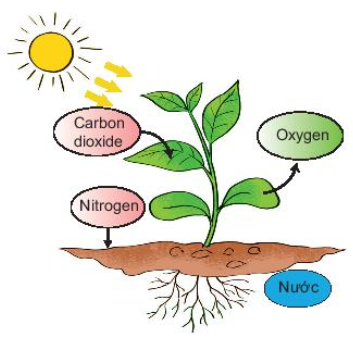 Carbon
dioxide
Oxygen
Nitrogen
Nước